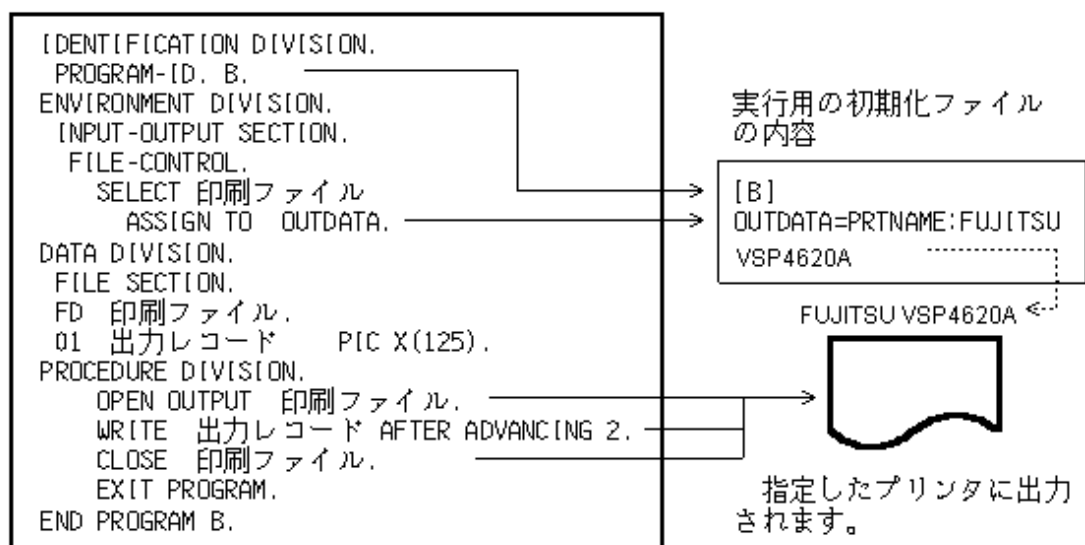 IDENTIFICATION DIVISION.
PROGRAM-ID. B.
ENVIRONMENT DIVISION.
INPUT-OUTPUT SECTION.
FILE-CONTROL.
SELECT 印刷ファイル
ASSIGN TO OUTDATA.
DATA DIVISION.
FILE SECTION.
FD 印刷ファイル.
01 出力レコード PIC X(125).
PROCEDURE DIVISION.
OPEN OUTPUT 印刷ファイル.
WRITE 出力レコード AFTER ADVANCING 2.
CLOSE 印刷ファイル.
EXIT PROGRAM.
END PROGRAM B.
実行用の初期化ファイル
の内容
[B]
OUTDATA=PRTNAME:FUJITSU
VSP4620A
FUJITSU VSP4620A
指定したプリンタに出力
されます。